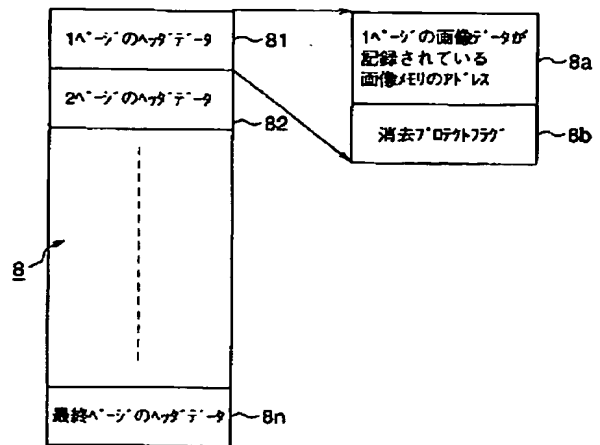 1ページのヘッダデータ
81
2ページのヘッダデータ
82
8
最終ページのヘッダデータ
8n
1ページの画像データが
記録されている
画像メモリのアドレス
8a
消去プロテクトフラグ
8b